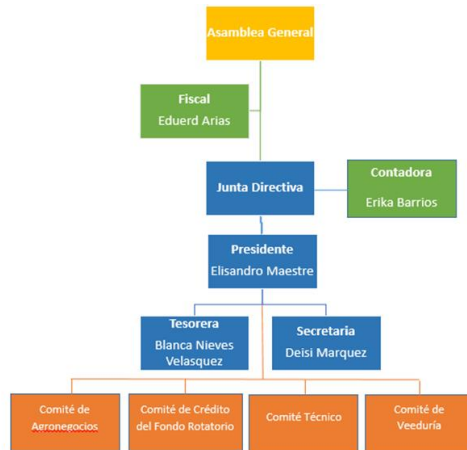 Asamblea General
Fiscal
Eduerd Arias
Junta Directiva
Contadora
Erika Barrios
Presidente
Elisandro Maestre
Tesorera
Blanca Nieves
Velasquez
Secretaria
Deisi Marquez
Comité de
Agronegocios
Comité de Crédito
del Fondo Rotatorio
Comité Técnico
Comité de
Veeduría